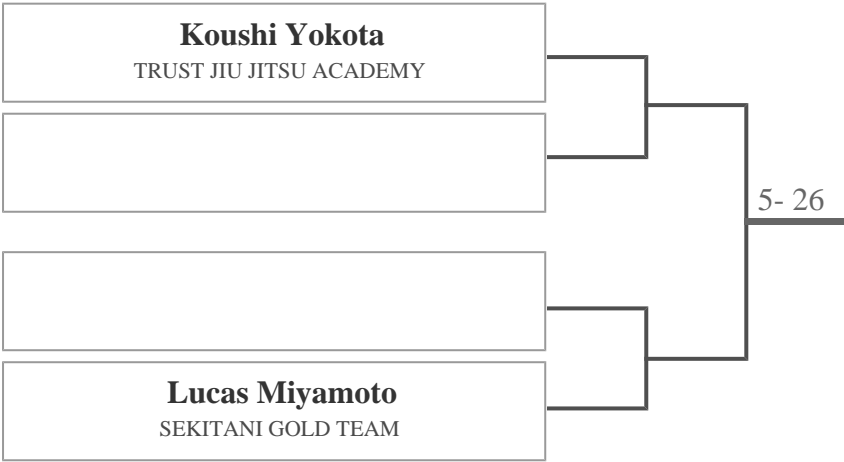 Koushi Yokota
TRUST JIU JITSU ACADEMY
5- 26
Lucas Miyamoto
SEKITANI GOLD TEAM